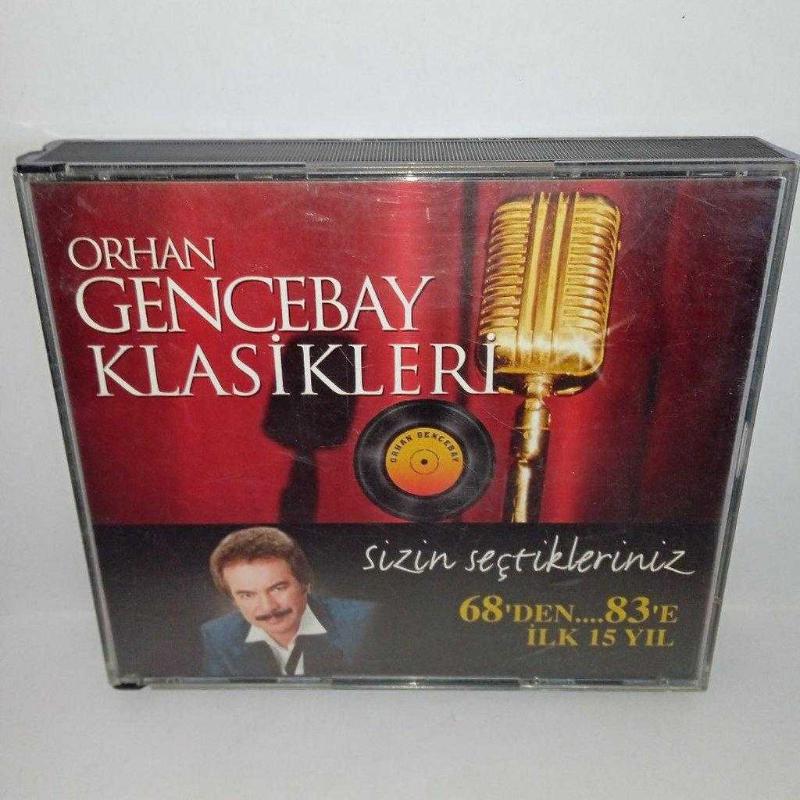 ORHAN
GENCEBAY
KLASİKLERİ
ORHAN GENCEBAY
sizin seçtikleriniz
68'DEN....83'E
İLK 15 YIL